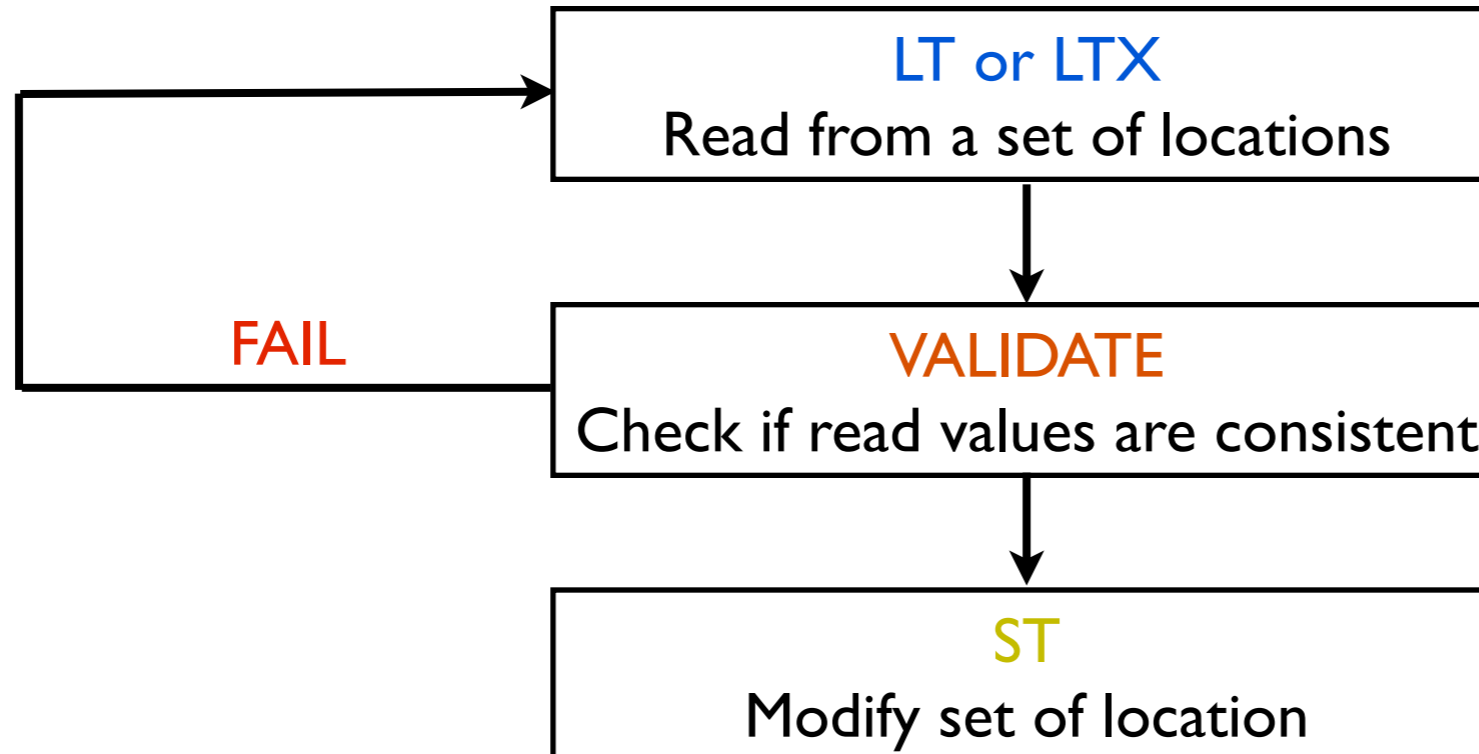 LT or LTX
Read from a set of locations
FAIL
VALIDATE
Check if read values are consistent
ST
Modify set of location